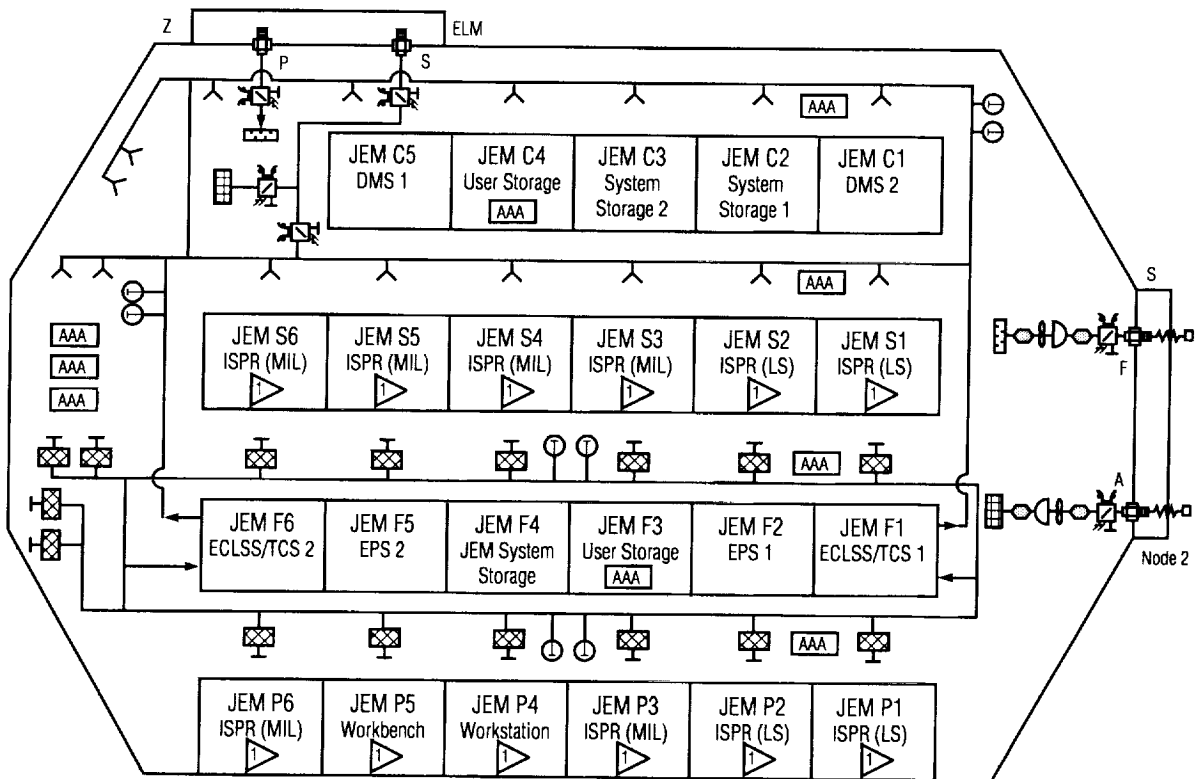 Z
ELM
P
S
AAA
JEM C5
DMS 1
JEM C4
User Storage
AAA
JEM C3
System
Storage 2
JEM C2
System
Storage 1
JEM C1
DMS 2
AAA
S
AAA
AAA
AAA
JEM S6
ISPR (MIL)
1
JEM S5
ISPR (MIL)
1
JEM S4
ISPR (MIL)
1
JEM S3
ISPR (MIL)
1
JEM S2
ISPR (LS)
1
JEM S1
ISPR (LS)
1
F
AAA
A
JEM F6
ECLSS/TCS 2
JEM F5
EPS 2
JEM F4
JEM System
Storage
JEM F3
User Storage
AAA
JEM F2
EPS 1
JEM F1
ECLSS/TCS 1
Node 2
AAA
JEM P6
ISPR (MIL)
1
JEM P5
Workbench
1
JEM P4
Workstation
1
JEM P3
ISPR (MIL)
1
JEM P2
ISPR (LS)
1
JEM P1
ISPR (LS)
1